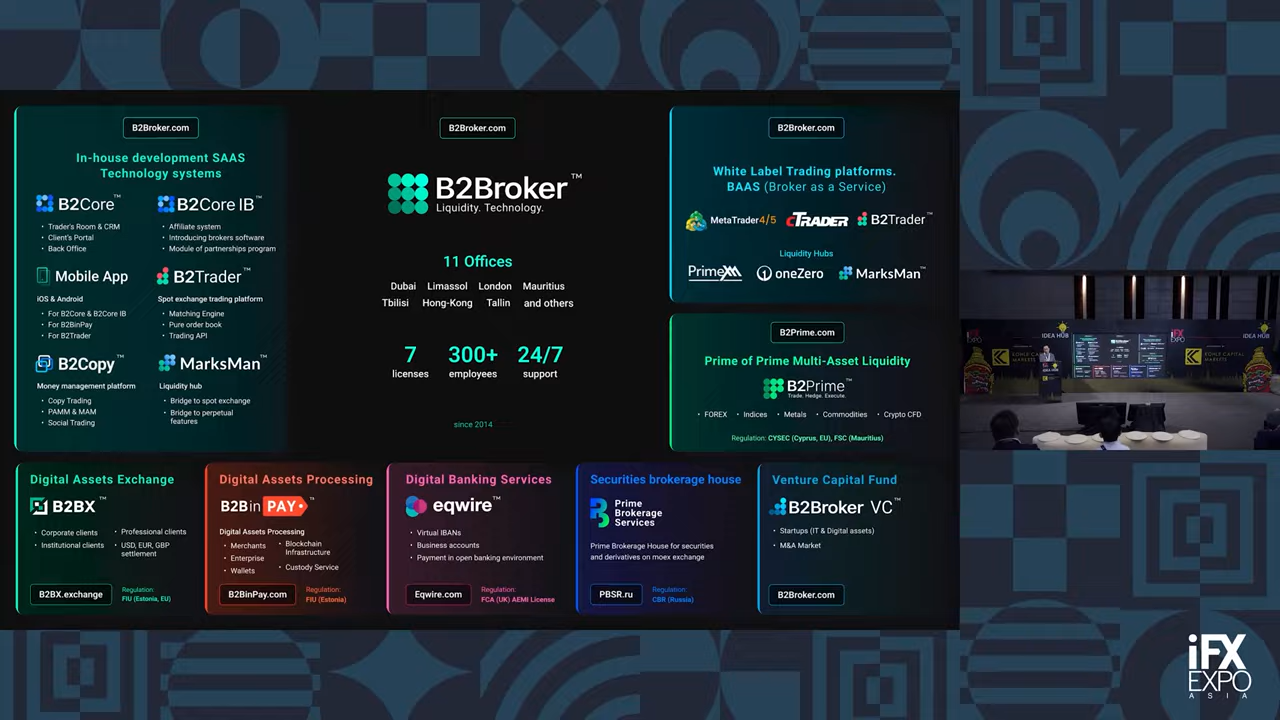 B2Broker.com
In-house development SAAS
Technology systems
B2Core™
Trader's Room & CRM
Client's Portal
Back Office
B2Core IB™
Affiliate system
Introducing brokers software
Module of partnerships program
Mobile App
iOS & Android
For B2Core & B2Core IB
For B2BinPay
For B2Trader
B2Trader™
Spot exchange trading platform
Matching Engine
Pure order book
Trading API
B2Copy™
Money management platform
Copy Trading
PAMM & MAM
Social Trading
MarksMan™
Liquidity hub
Bridge to spot exchange
Bridge to perpetual
features
B2Broker.com
B2Broker™
Liquidity. Technology.
11 Offices
Dubai Limassol London Mauritius
Tbilisi Hong-Kong Tallin and others
7 300+ 24/7
licenses employees support
since 2014
B2Broker.com
White Label Trading platforms.
BAAS (Broker as a Service)
MetaTrader4/5 cTRADER B2Trader™
Liquidity Hubs
PrimeXM oneZero MarksMan™
B2Prime.com
Prime of Prime Multi-Asset Liquidity
B2Prime™
Trade. Hedge. Execute.
FOREX Indices Metals Commodities Crypto CFD
Regulation: CYSEC (Cyprus, EU), FSC (Mauritius)
Digital Assets Exchange
B2BX™
Corporate clients
Institutional clients
Professional clients
USD, EUR, GBP
settlement
B2BX.exchange
Regulation:
FIU (Estonia, EU)
Digital Assets Processing
B2BinPAY™
Digital Assets Processing
Merchants
Enterprise
Wallets
Blockchain
Infrastructure
Custody Service
B2BinPay.com
Regulation:
FIU (Estonia)
Digital Banking Services
eqwire™
Virtual IBANs
Business accounts
Payment in open banking environment
Eqwire.com
Regulation:
FCA (UK) AEMI License
Securities brokerage house
Prime
Brokerage
Services
Prime Brokerage House for securities
and derivatives on moex exchange
PBSR.ru
Regulation:
CBR (Russia)
Venture Capital Fund
B2Broker VC™
Startups (IT & Digital assets)
M&A Market
B2Broker.com
IDEA HUB
KOHLE CAPITAL
MARKETS
iFX
EXPO
KOHLE CAPITAL
MARKETS
IDEA HUB
iFX
EXPO
ASIA